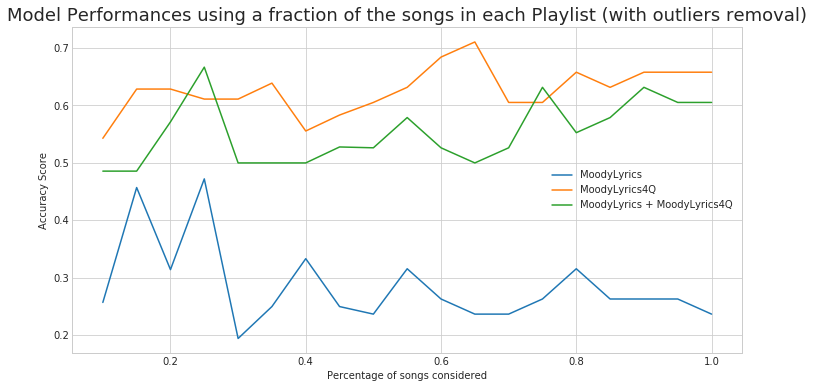 Model Performances using a fraction of the songs in each Playlist (with outliers removal)
0.7
0.6
0.5
0.4
0.3
0.2
Accuracy Score
MoodyLyrics
MoodyLyrics4Q
MoodyLyrics + MoodyLyrics4Q
0.2 0.4 0.6 0.8 1.0
Percentage of songs considered